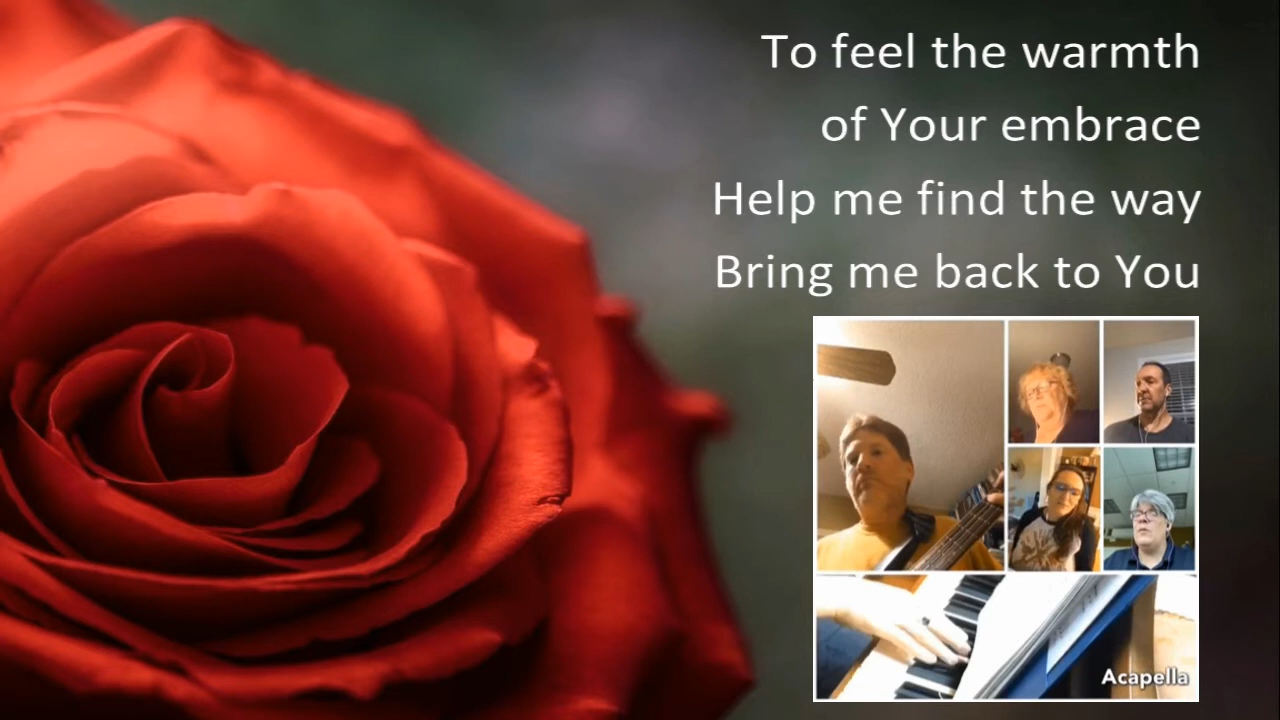 To feel the warmth
of Your embrace
Help me find the way
Bring me back to You
Acapella